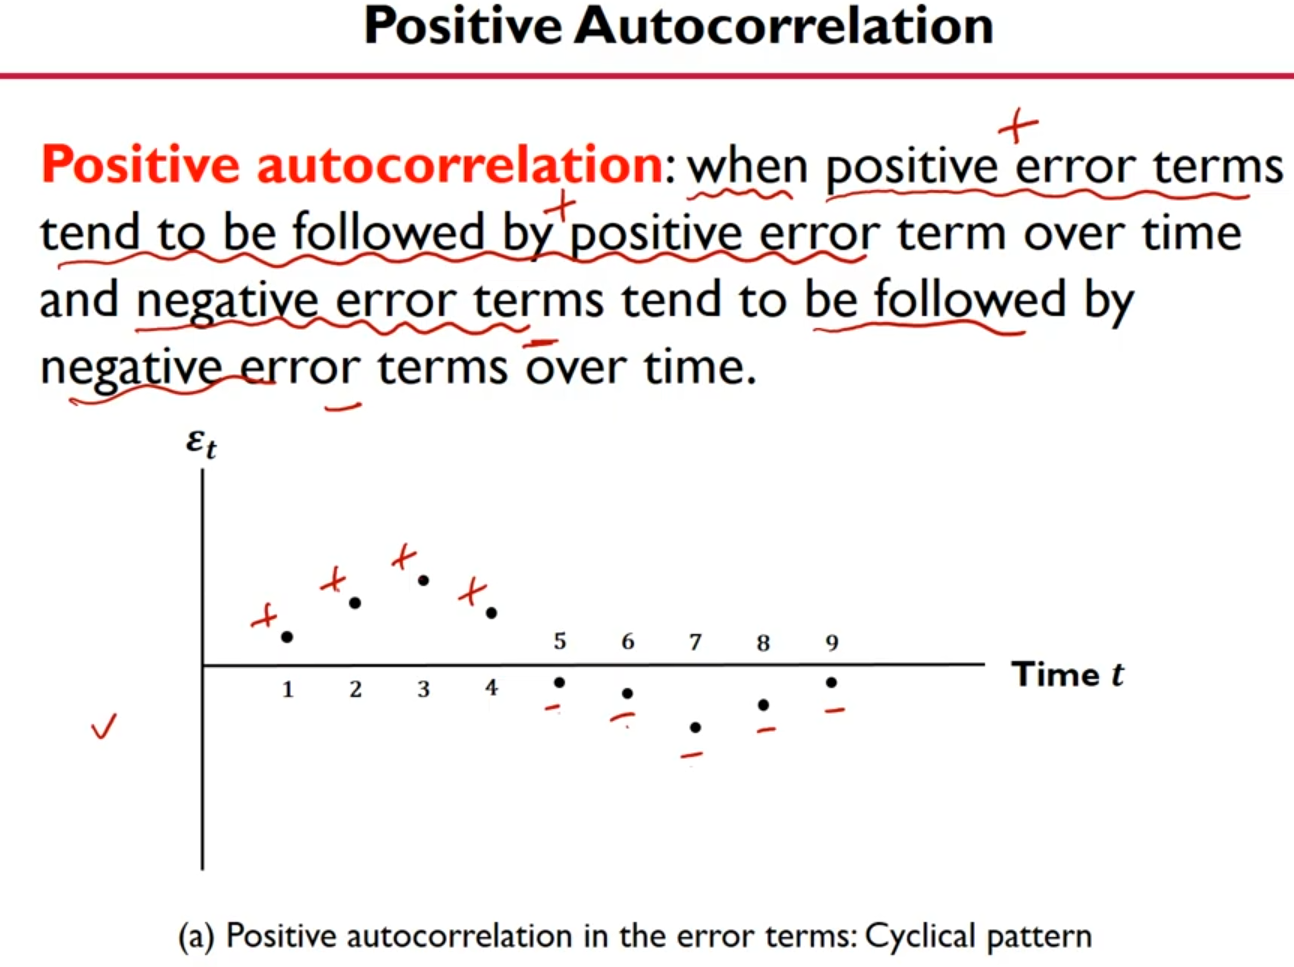 Positive Autocorrelation
Positive autocorrelation: when positive error terms
tend to be followed by positive error term over time
and negative error terms tend to be followed by
negative error terms over time.
εt
+ + + +
5 6 7 8 9
1 2 3 4
Time t
(a) Positive autocorrelation in the error terms: Cyclical pattern